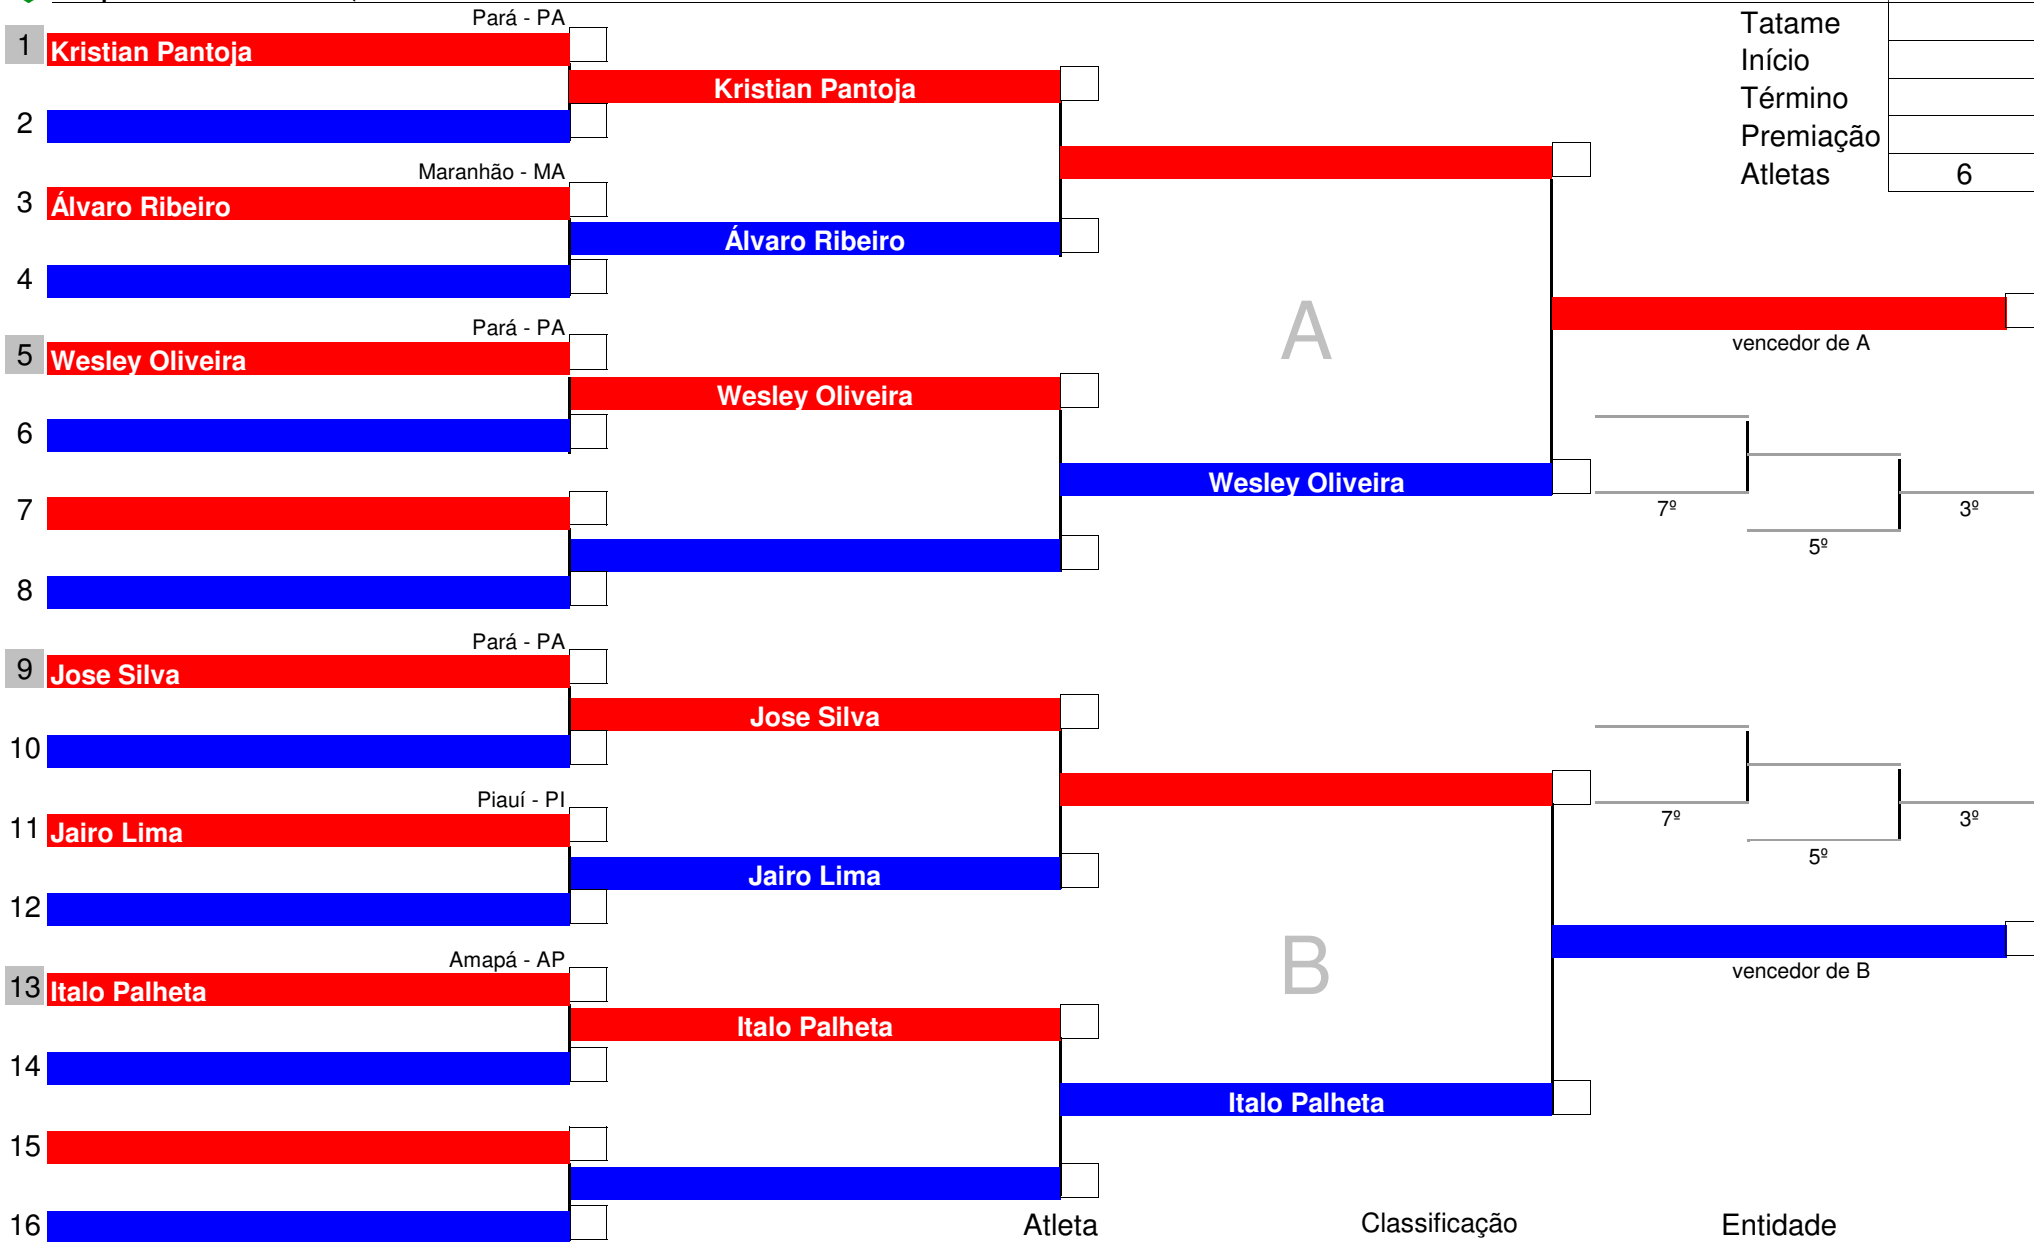 Pará - PA
Tatame
1 Kristian Pantoja
Início
Kristian Pantoja
Término
2
Premiação
Maranhão - MA
Atletas 6
3 Álvaro Ribeiro
Álvaro Ribeiro
4
Pará - PA
vencedor de A
A
5 Wesley Oliveira
Wesley Oliveira
6
Wesley Oliveira
7
7º 3º
5º
8
Pará - PA
9 Jose Silva
Jose Silva
10
Piauí - PI
7º 3º
11 Jairo Lima
5º
Jairo Lima
12
Amapá - AP
B
vencedor de B
13 Italo Palheta
Italo Palheta
14
Italo Palheta
15
16
Atleta Classificação Entidade